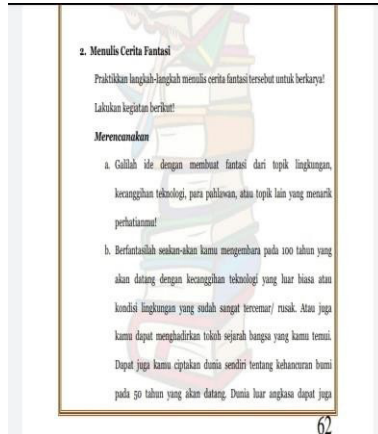 2. Menulis Cerita Fantasi
Praktikkan langkah-langkah menulis cerita fantasi tersebut untuk berkarya!
Lakukan kegiatan berikut!
Merencanakan
a. Galilah ide dengan membuat fantasi dari topik lingkungan,
kecanggihan teknologi, para pahlawan, atau topik lain yang menarik
perhatianmu!
b. Berfantasilah seakan-akan kamu mengembara pada 100 tahun yang
akan datang dengan kecanggihan teknologi yang luar biasa atau
kondisi lingkungan yang sudah sangat tercemar/ rusak. Atau juga
kamu dapat menghadirkan tokoh sejarah bangsa yang kamu temui.
Dapat juga kamu ciptakan dunia sendiri tentang kehancuran bumi
pada 50 tahun yang akan datang. Dunia luar angkasa dapat juga
62